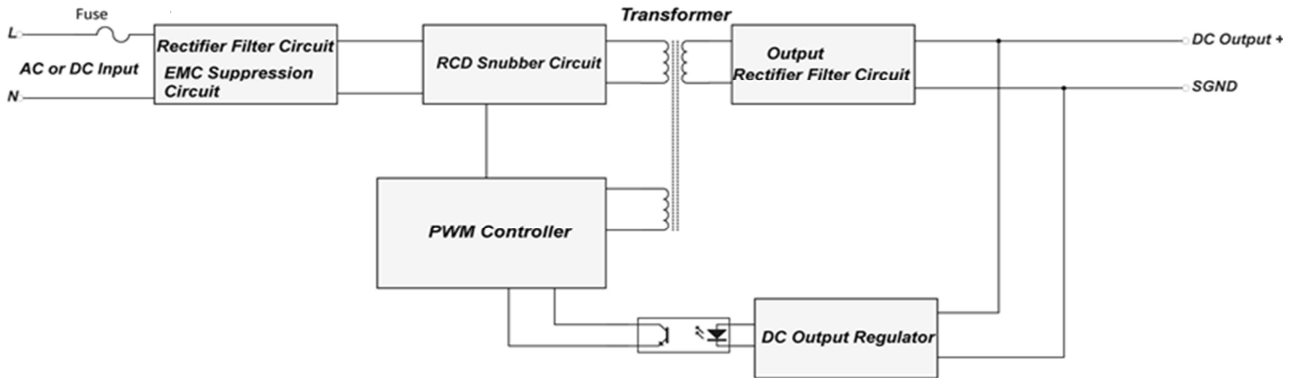 Fuse
Transformer
L
Rectifier Filter Circuit
EMC Suppression
Circuit
RCD Snubber Circuit
Output
Rectifier Filter Circuit
DC Output +
AC or DC Input
N
SGND
PWM Controller
DC Output Regulator